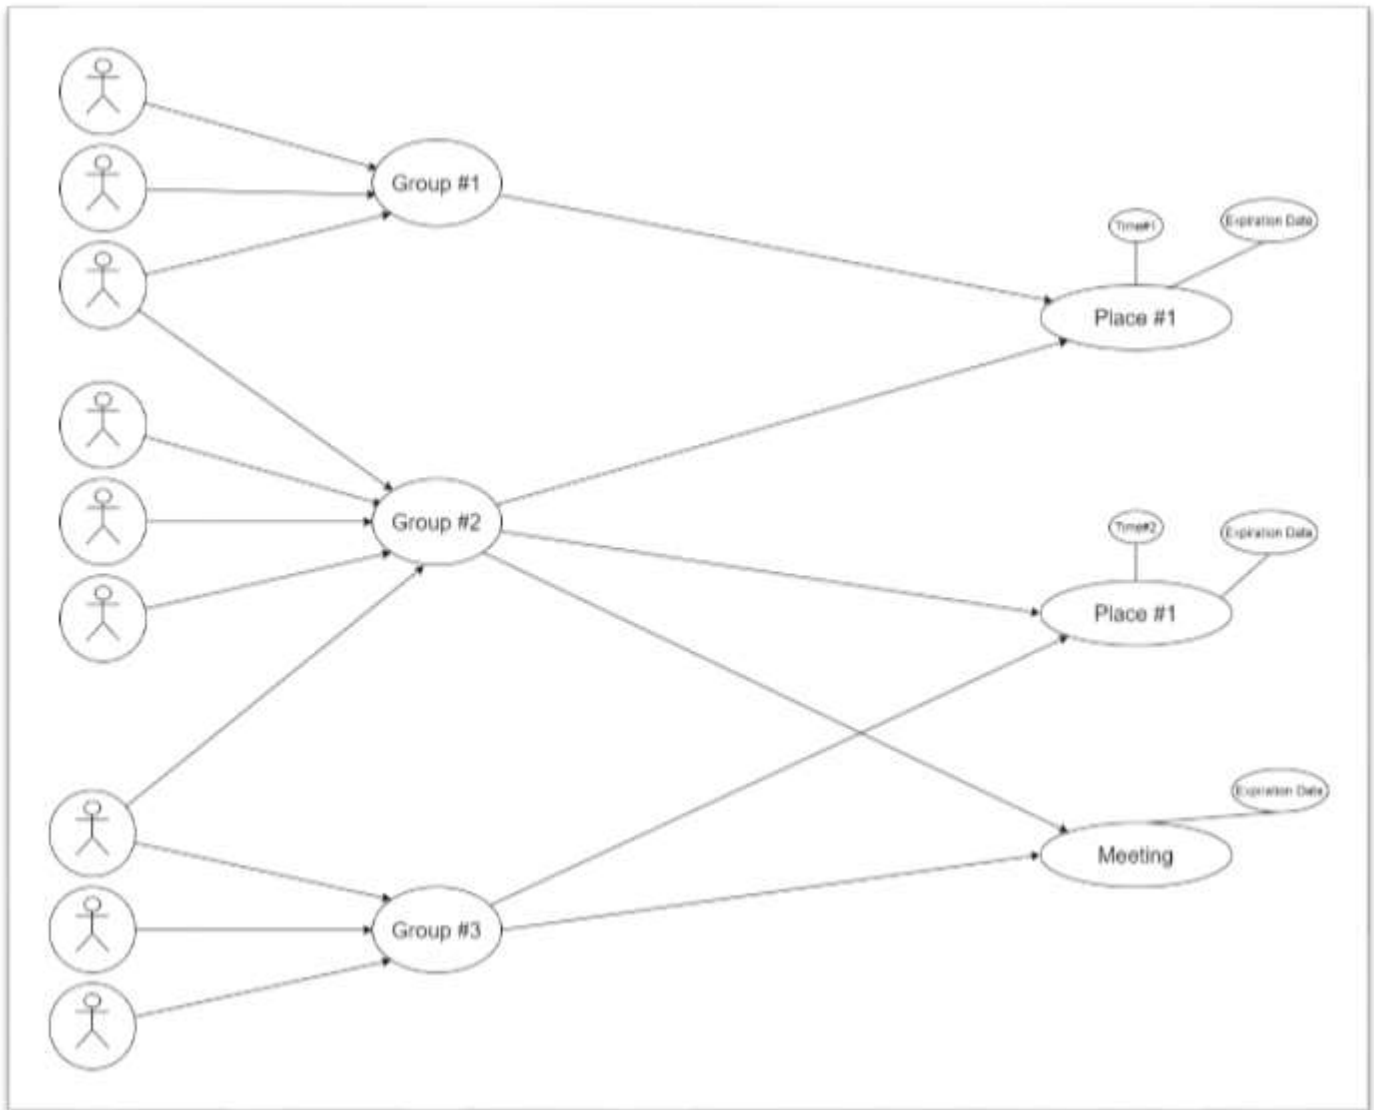 Group #1
Time#1
Expiration Date
Place #1
Group #2
Time#2
Expiration Date
Place #1
Expiration Date
Meeting
Group #3